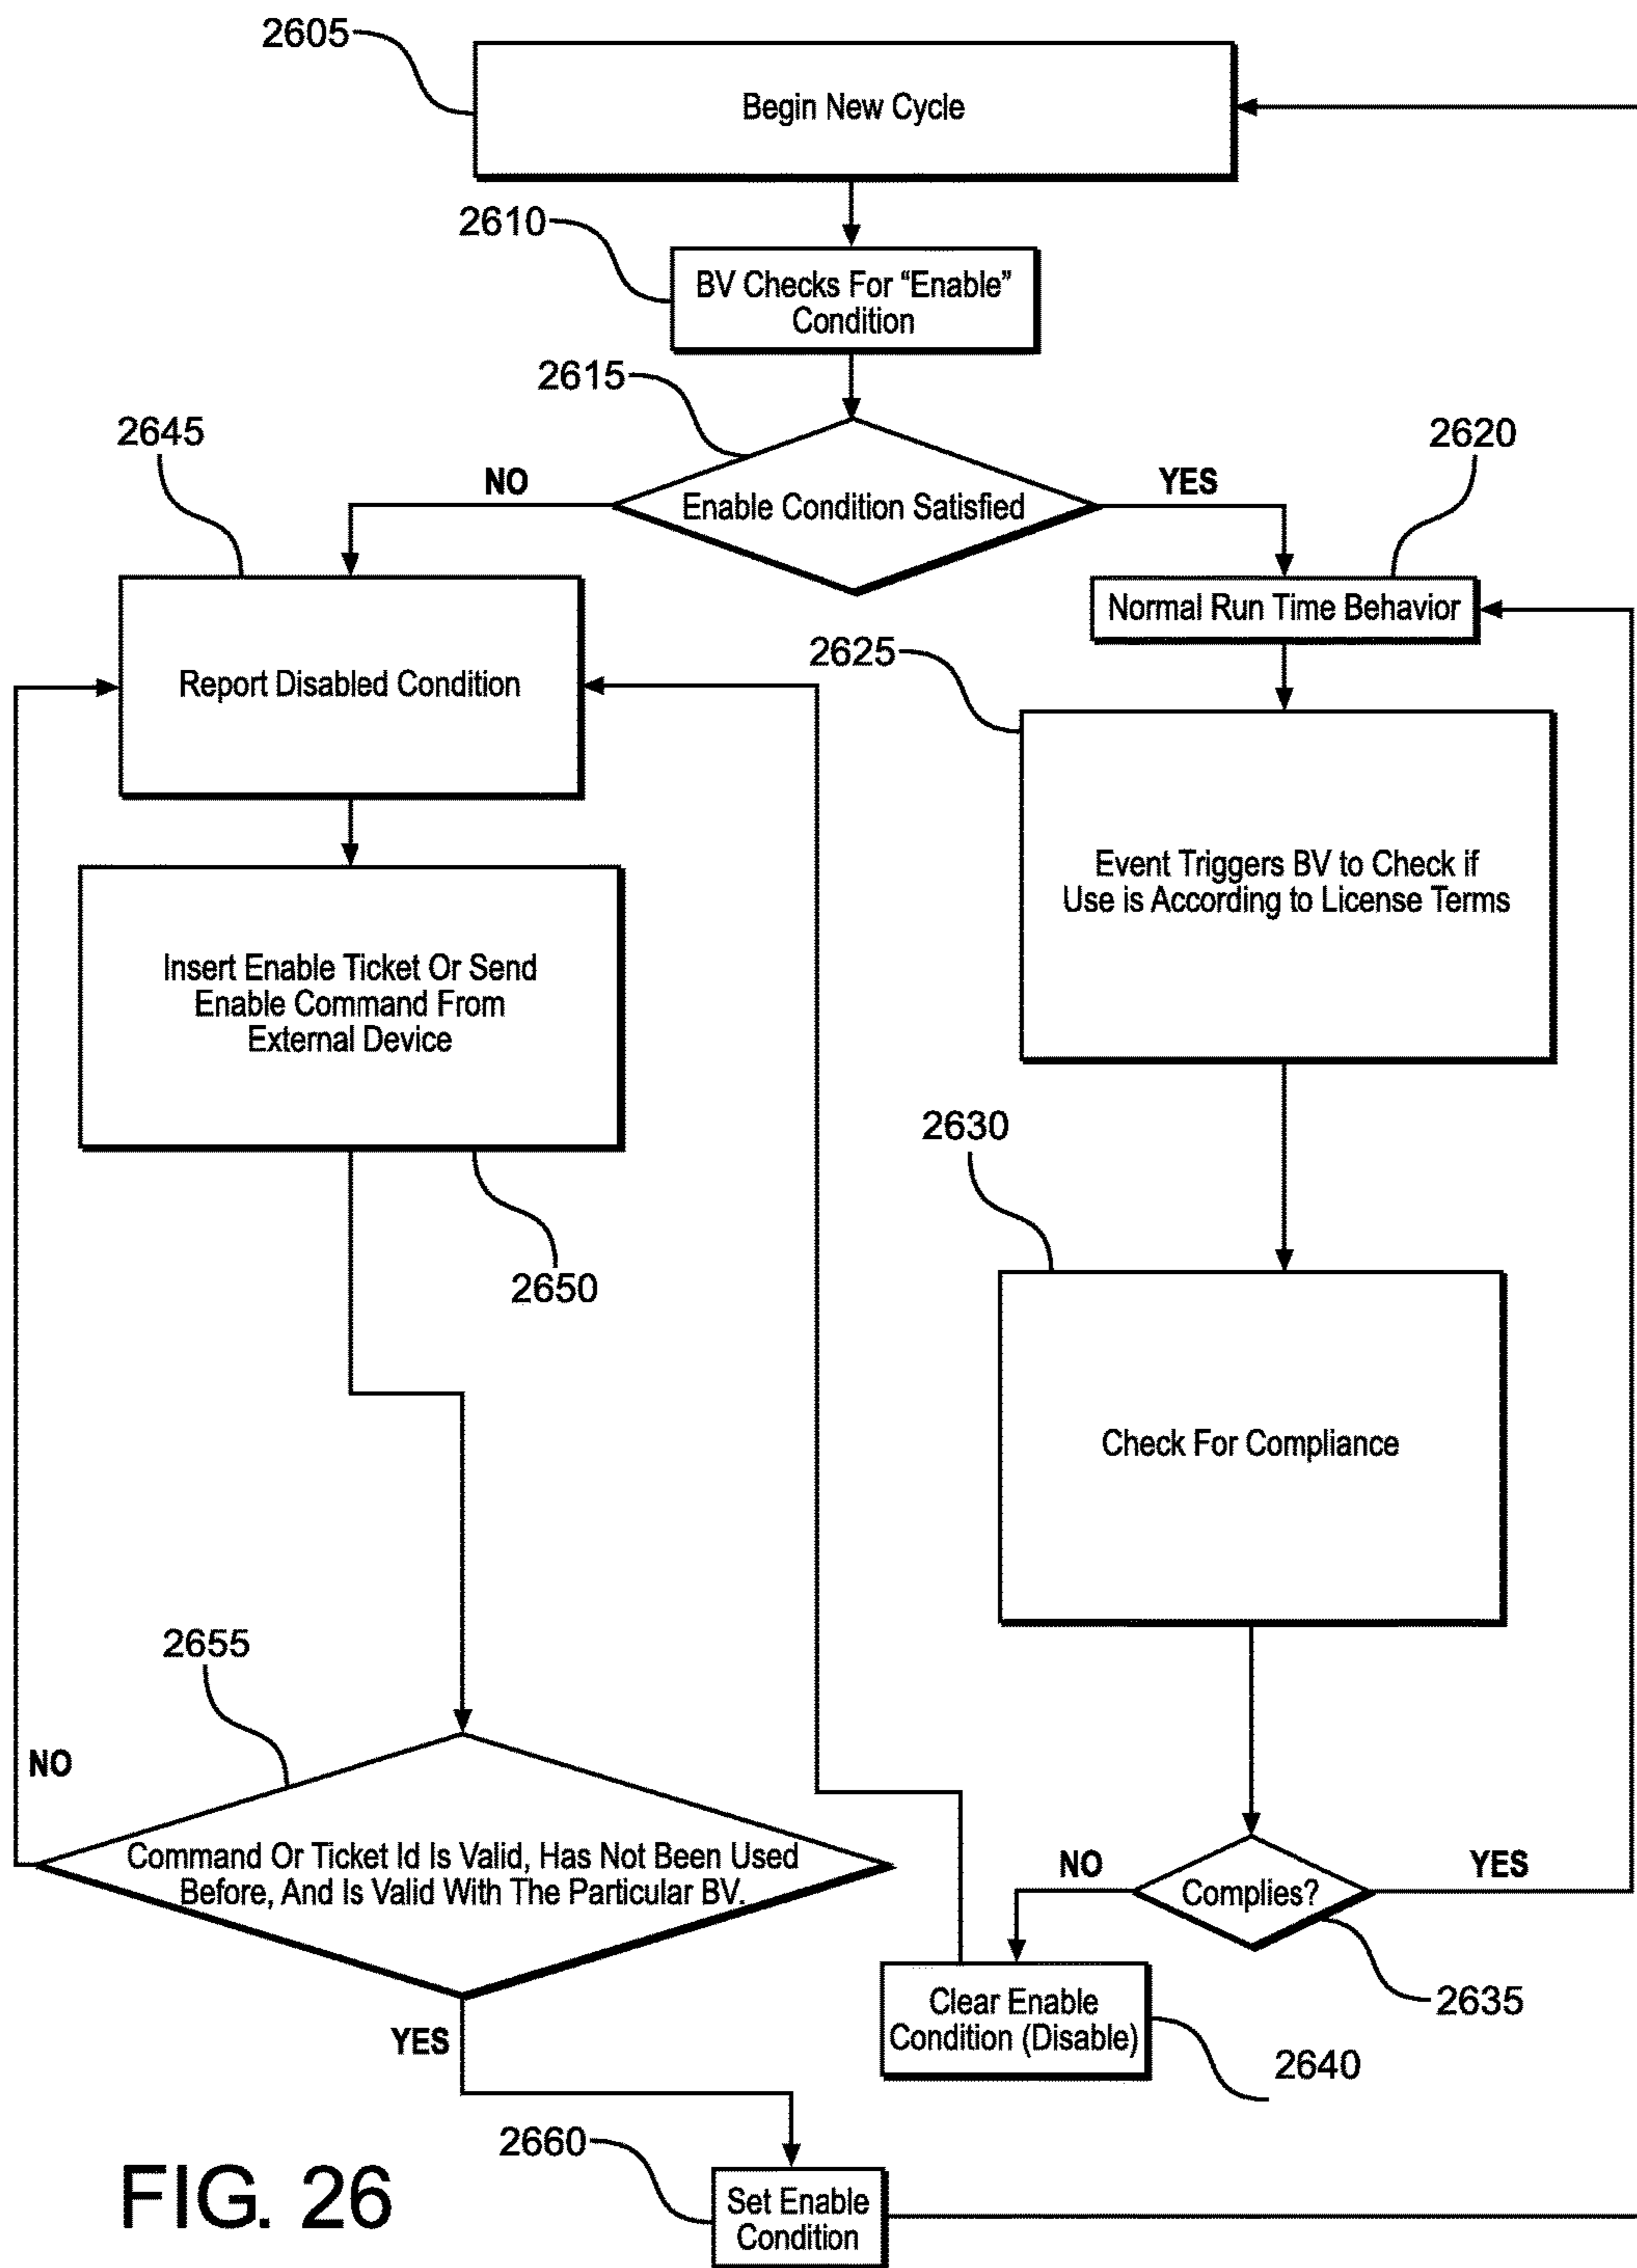 2605
Begin New Cycle
2610
BV Checks For “Enable”
Condition
2615
Enable Condition Satisfied
NO
YES
2645
2620
Report Disabled Condition
Normal Run Time Behavior
2625
Event Triggers BV to Check if
Use is According to License Terms
Insert Enable Ticket Or Send
Enable Command From
External Device
2650
2630
Check For Compliance
2655
NO
Command Or Ticket Id Is Valid, Has Not Been Used
Before, And Is Valid With The Particular BV.
YES
NO
Complies?
YES
2635
Clear Enable
Condition (Disable)
2640
2660
Set Enable
Condition
FIG. 26